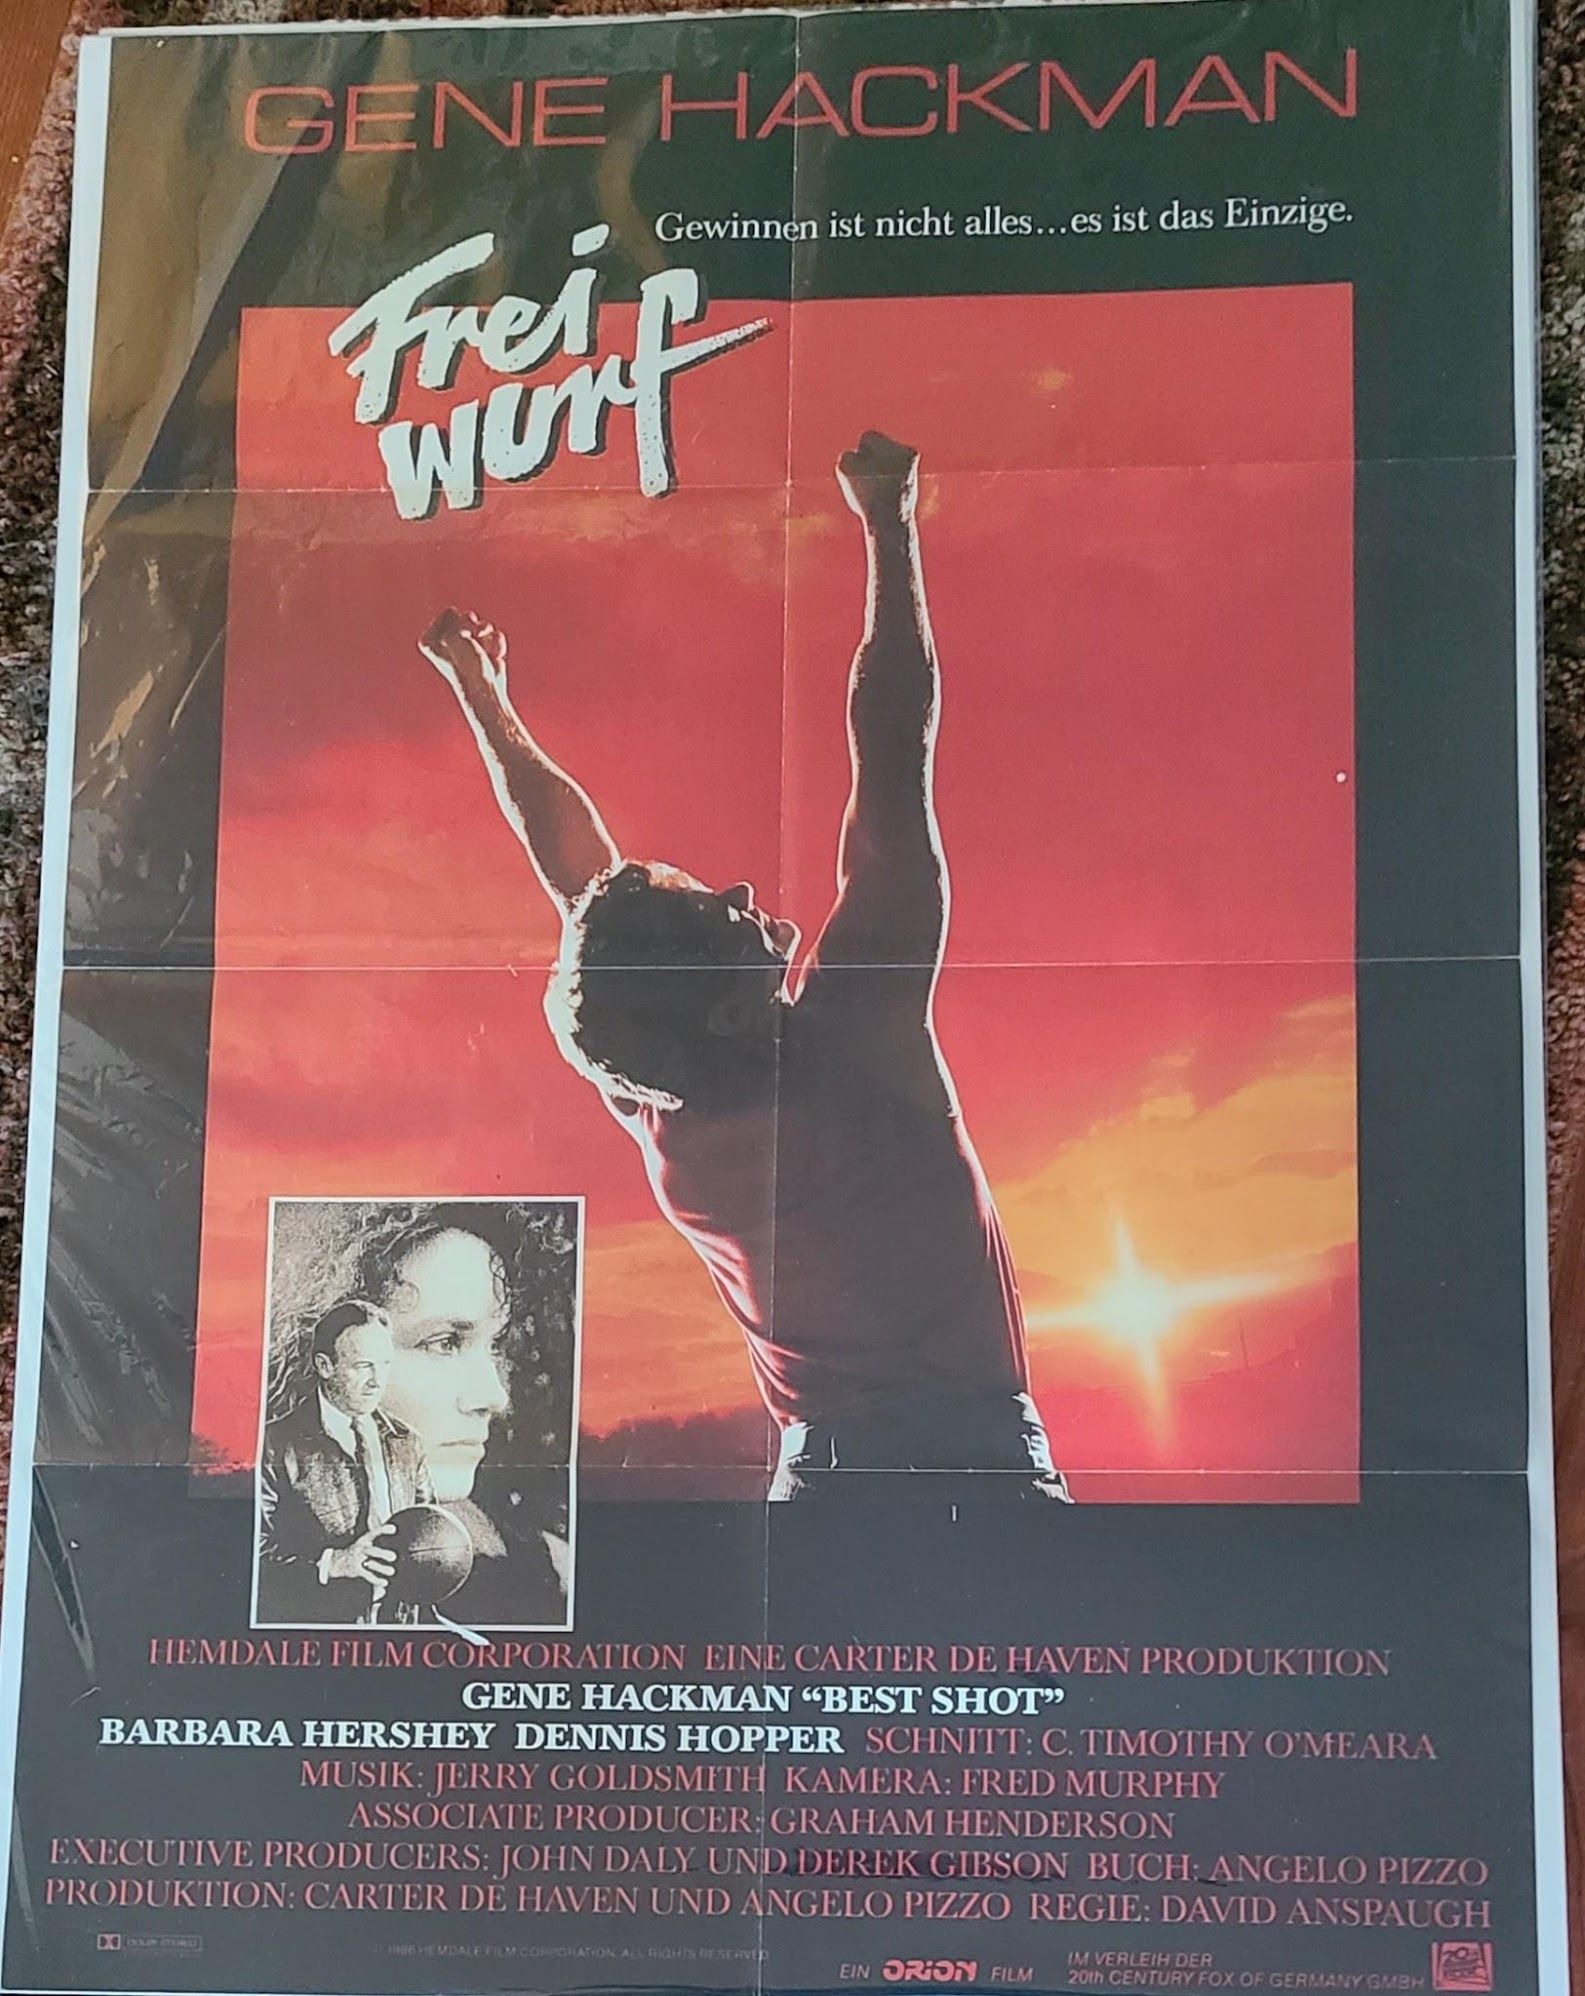 GENE HACKMAN
Gewinnen ist nicht alles...es ist das Einzige.
Frei
wurf
HEMDALE FILM CORPORATION EINE CARTER DE HAVEN PRODUKTION
GENE HACKMAN “BEST SHOT”
BARBARA HERSHEY DENNIS HOPPER SCHNITT: C. TIMOTHY O'MEARA
MUSIK: JERRY GOLDSMITH KAMERA: FRED MURPHY
ASSOCIATE PRODUCER: GRAHAM HENDERSON
EXECUTIVE PRODUCERS: JOHN DALY UND DEREK GIBSON BUCH: ANGELO PIZZO
PRODUKTION: CARTER DE HAVEN UND ANGELO PIZZO REGIE: DAVID ANSPAUGH
DOLBY STEREO
1986 HEMDALE FILM CORPORATION. ALL RIGHTS RESERVED
EIN ORION FILM
IM VERLEIH DER
20th CENTURY FOX OF GERMANY GMBH